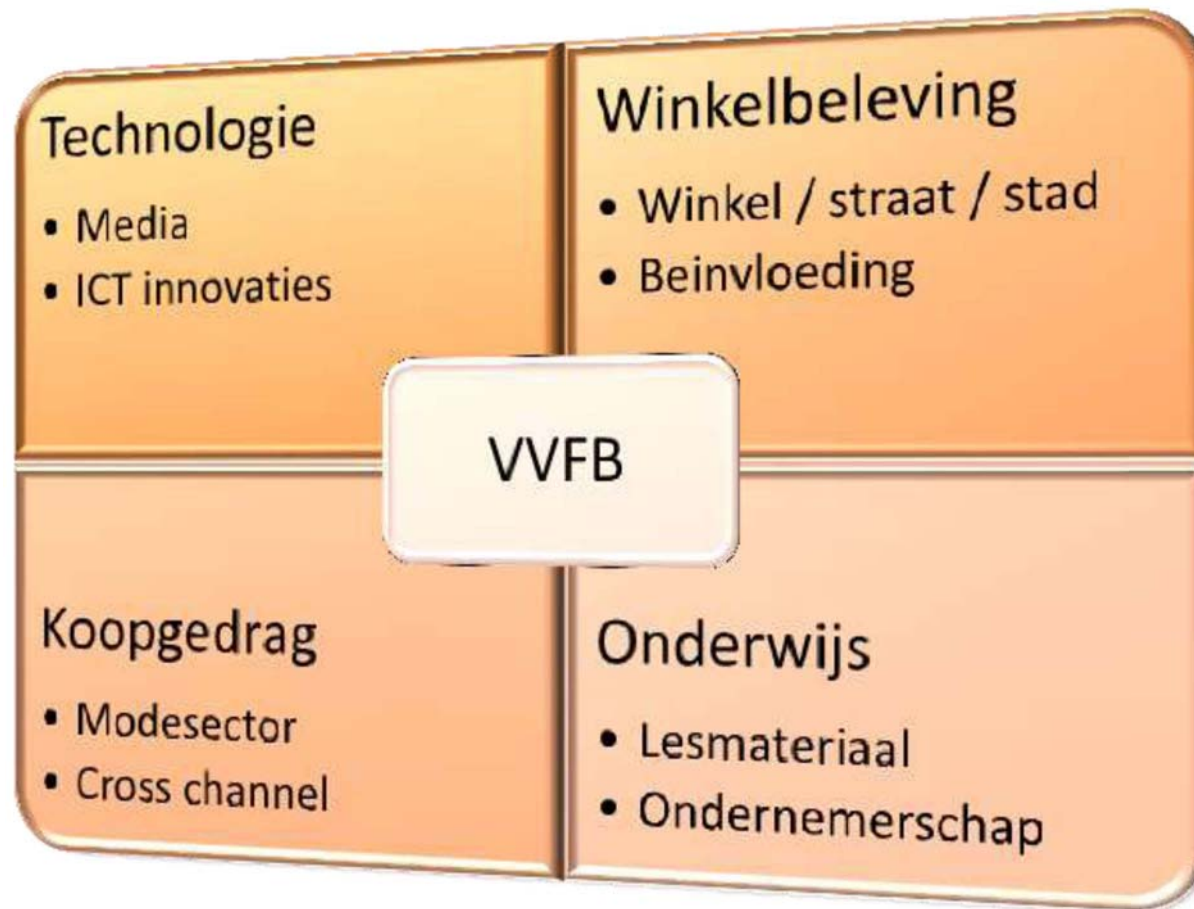 Technologie
• Media
• ICT innovaties
Winkelbeleving
• Winkel / straat / stad
• Beinvloeding
VVFB
Koopgedrag
• Modesector
• Cross channel
Onderwijs
• Lesmateriaal
• Ondernemerschap